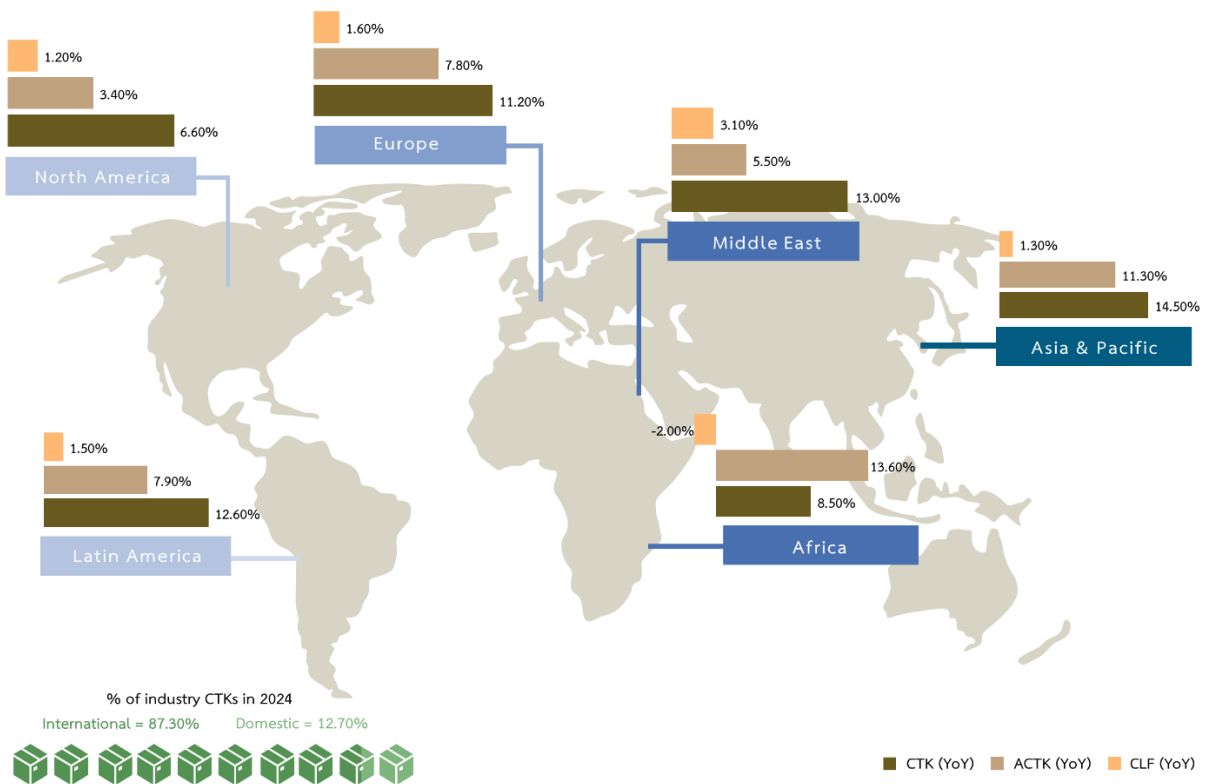 1.20%
3.40%
6.60%
North America
1.60%
7.80%
11.20%
Europe
3.10%
5.50%
13.00%
Middle East
1.30%
11.30%
14.50%
Asia & Pacific
1.50%
7.90%
12.60%
Latin America
-2.00%
13.60%
8.50%
Africa
% of industry CTKs in 2024
International = 87.30% Domestic = 12.70%
CTK (YoY) ACTK (YoY) CLF (YoY)